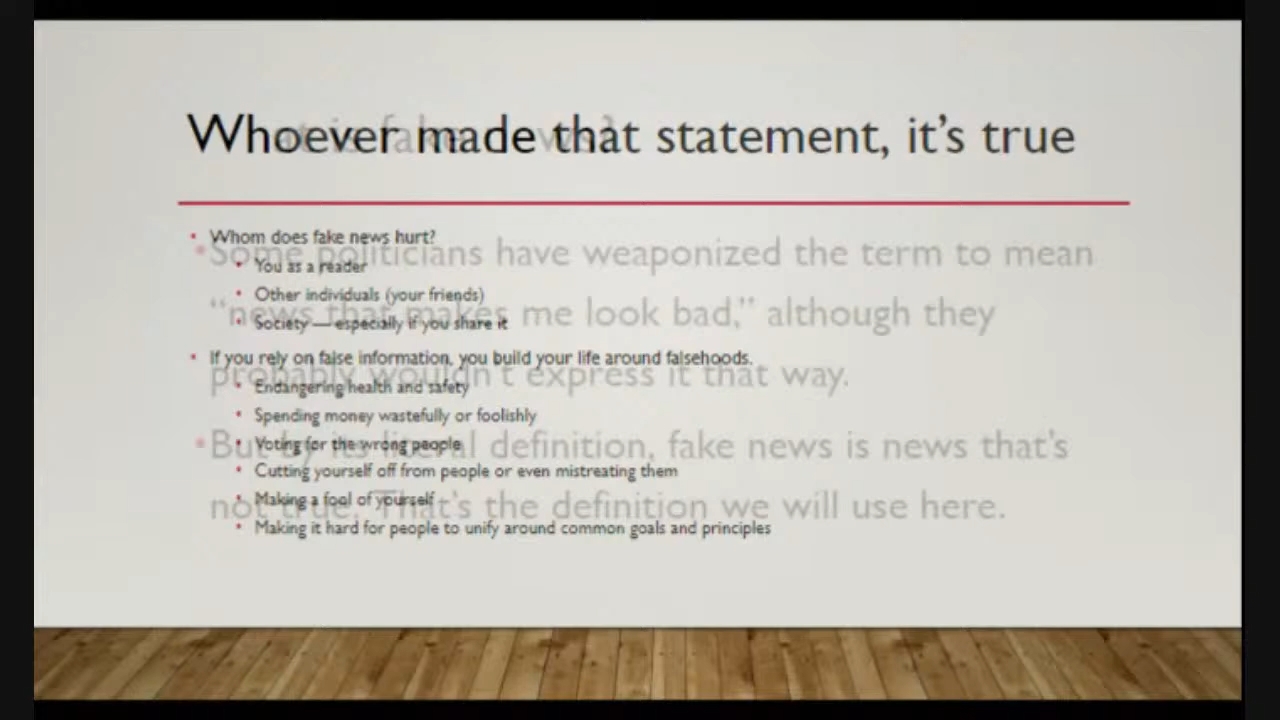 Whoever made that statement, it's true
at is fake ws?
• Whom does fake news hurt?
• You as a reader
• Other individuals (your friends)
• Society — especially if you share it
• If you rely on false information, you build your life around falsehoods.
• Endangering health and safety
• Spending money wastefully or foolishly
• Voting for the wrong people
• Cutting yourself off from people or even mistreating them
• Making a fool of yourself
• Making it hard for people to unify around common goals and principles
• Some politicians have weaponized the term to mean
“news that makes me look bad,” although they
probably wouldn't express it that way.
• But by its literal definition, fake news is news that's
not true. That's the definition we will use here.